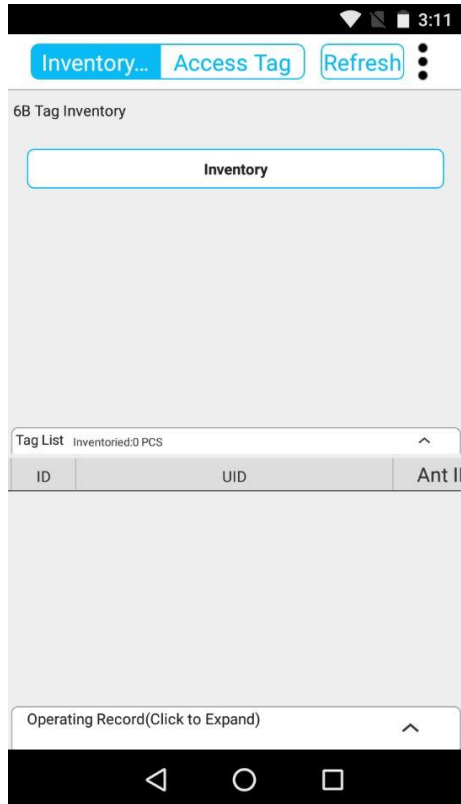 3:11
Inventory... Access Tag Refresh
6B Tag Inventory
Inventory
Tag List Inventoried:0 PCS
ID UID Ant I
Operating Record(Click to Expand)